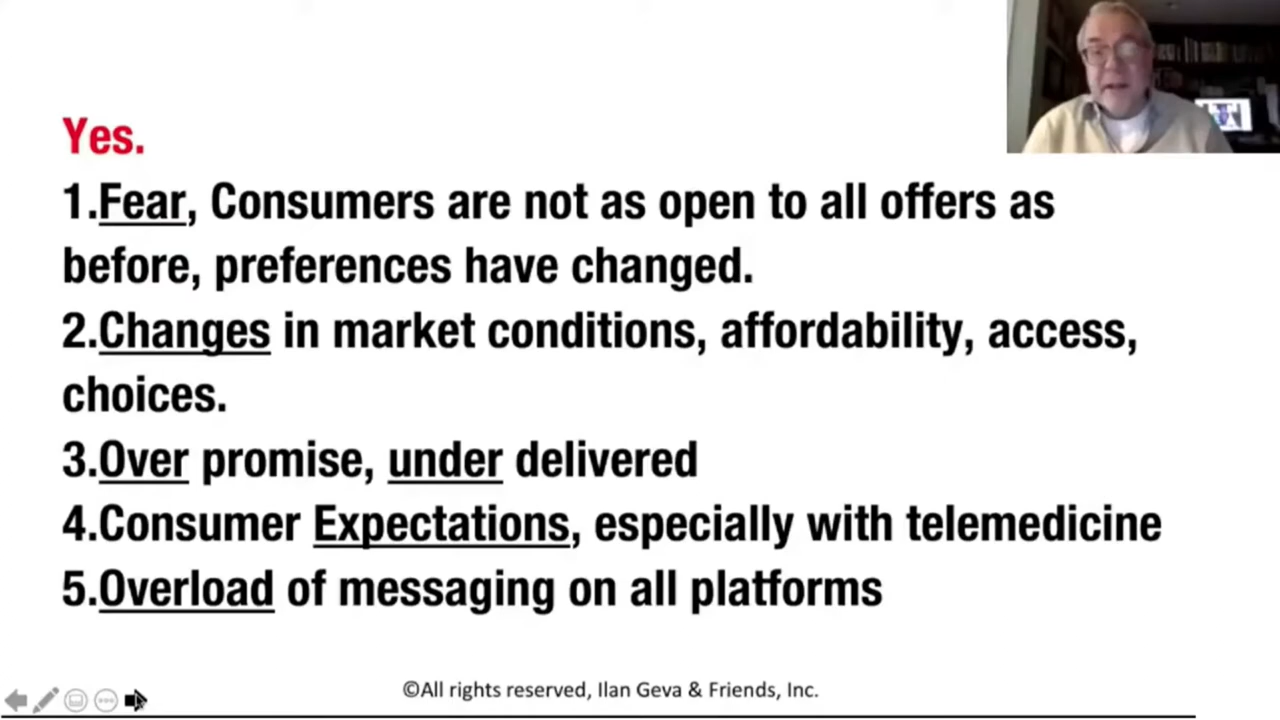 Yes.
1.Fear, Consumers are not as open to all offers as
before, preferences have changed.
2.Changes in market conditions, affordability, access,
choices.
3.Over promise, under delivered
4.Consumer Expectations, especially with telemedicine
5.Overload of messaging on all platforms
©All rights reserved, Ilan Geva & Friends, Inc.